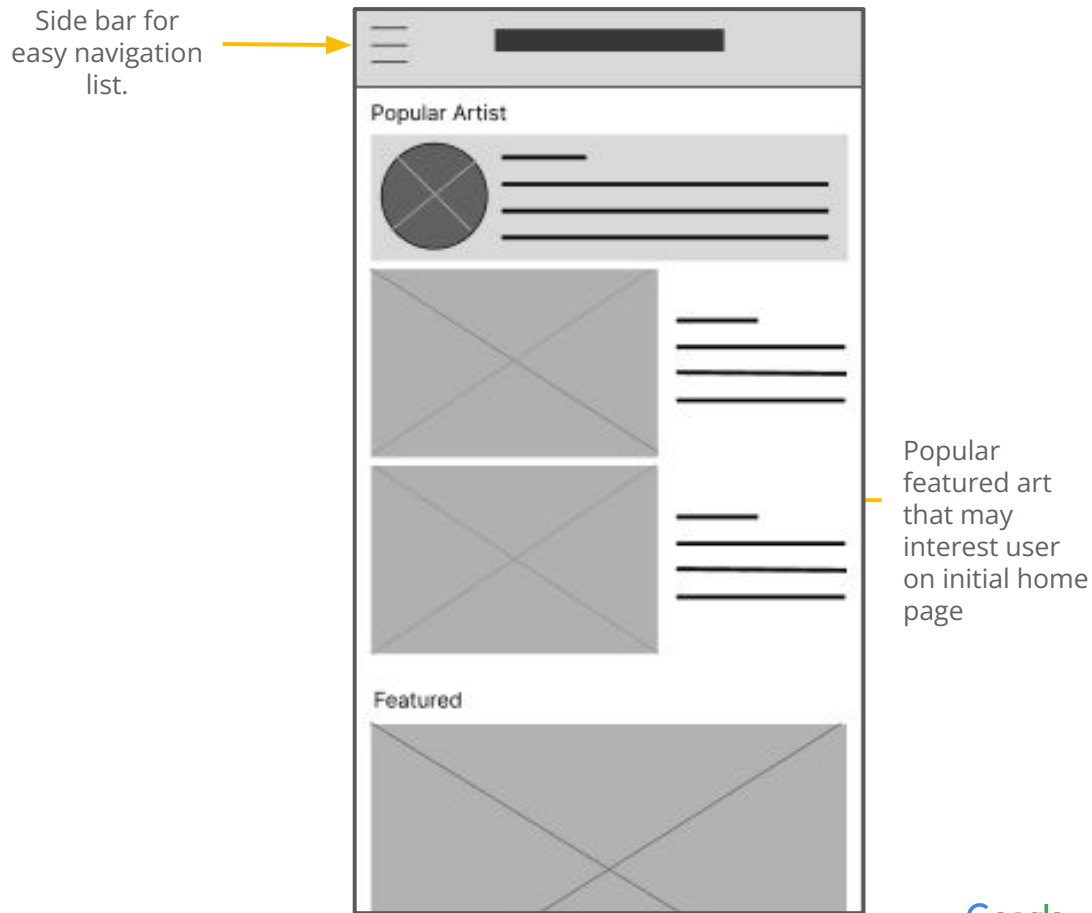 Side bar for
easy navigation
list.
Popular Artist
Popular
featured art
that may
interest user
on initial home
page
Featured